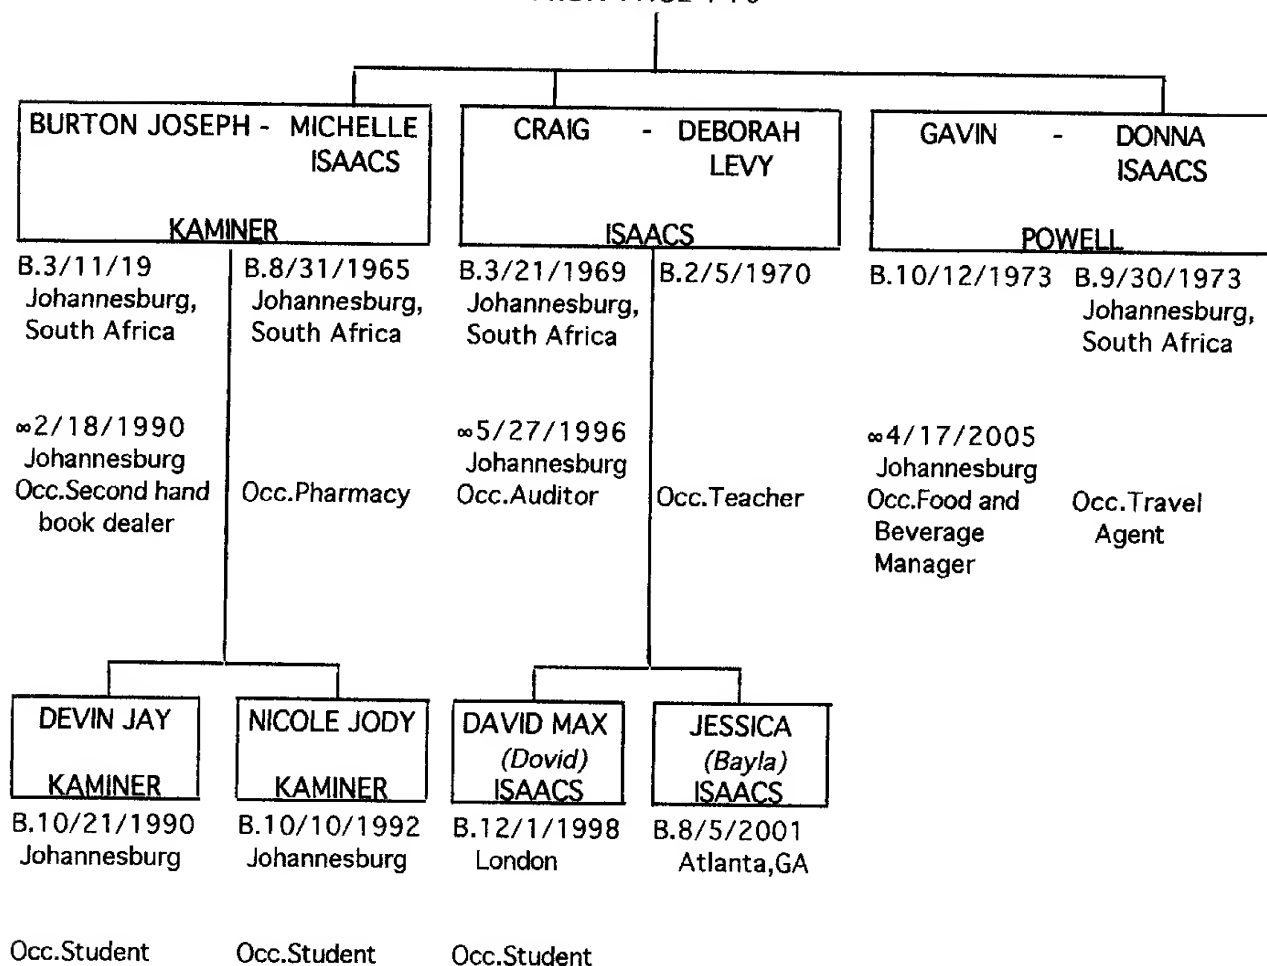 BURTON JOSEPH - MICHELLE
ISAACS
KAMINER
B.3/11/19
Johannesburg,
South Africa
B.8/31/1965
Johannesburg,
South Africa
∞2/18/1990
Johannesburg
Occ.Second hand
book dealer
Occ.Pharmacy
CRAIG - DEBORAH
LEVY
ISAACS
B.3/21/1969
Johannesburg,
South Africa
B.2/5/1970
∞5/27/1996
Johannesburg
Occ.Auditor
Occ.Teacher
GAVIN - DONNA
ISAACS
POWELL
B.10/12/1973
B.9/30/1973
Johannesburg,
South Africa
∞4/17/2005
Johannesburg
Occ.Food and
Beverage
Manager
Occ.Travel
Agent
DEVIN JAY
KAMINER
B.10/21/1990
Johannesburg
Occ.Student
NICOLE JODY
KAMINER
B.10/10/1992
Johannesburg
Occ.Student
DAVID MAX
(Dovid)
ISAACS
B.12/1/1998
London
Occ.Student
JESSICA
(Bayla)
ISAACS
B.8/5/2001
Atlanta,GA